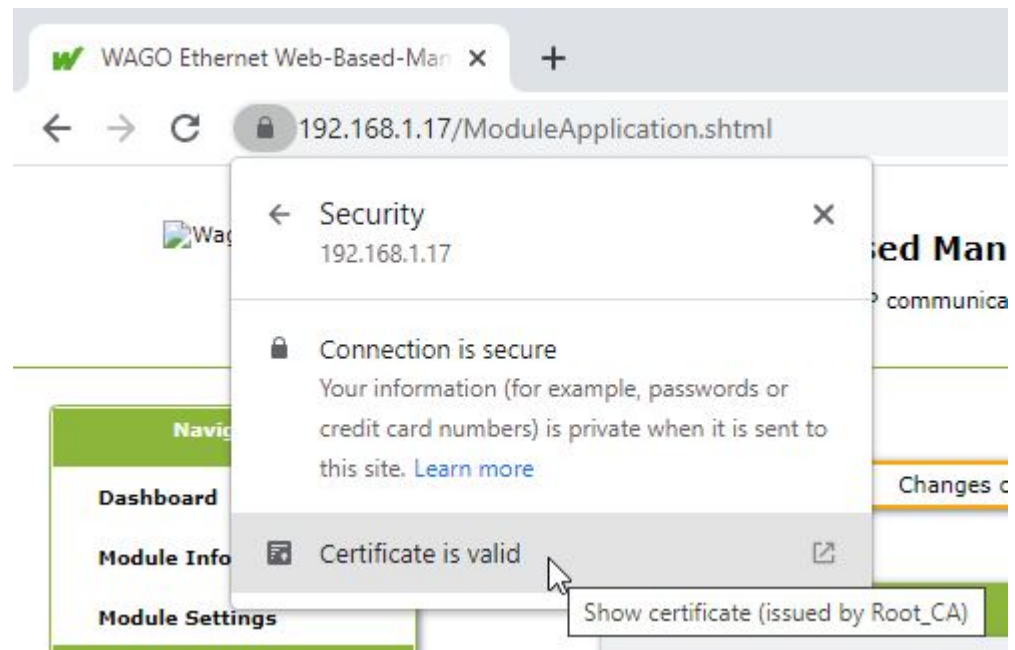 WAGO Ethernet Web-Based-Man
192.168.1.17/ModuleApplication.shtml
Wag
Security
192.168.1.17
sed Man
P communica
Connection is secure
Your information (for example, passwords or
credit card numbers) is private when it is sent to
this site. Learn more
Navig
Changes o
Dashboard
Module Info
Certificate is valid
Module Settings
Show certificate (issued by Root_CA)